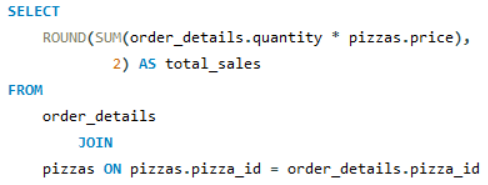 SELECT
ROUND(SUM(order_details.quantity * pizzas.price),
2) AS total_sales
FROM
order_details
JOIN
pizzas ON pizzas.pizza_id = order_details.pizza_id